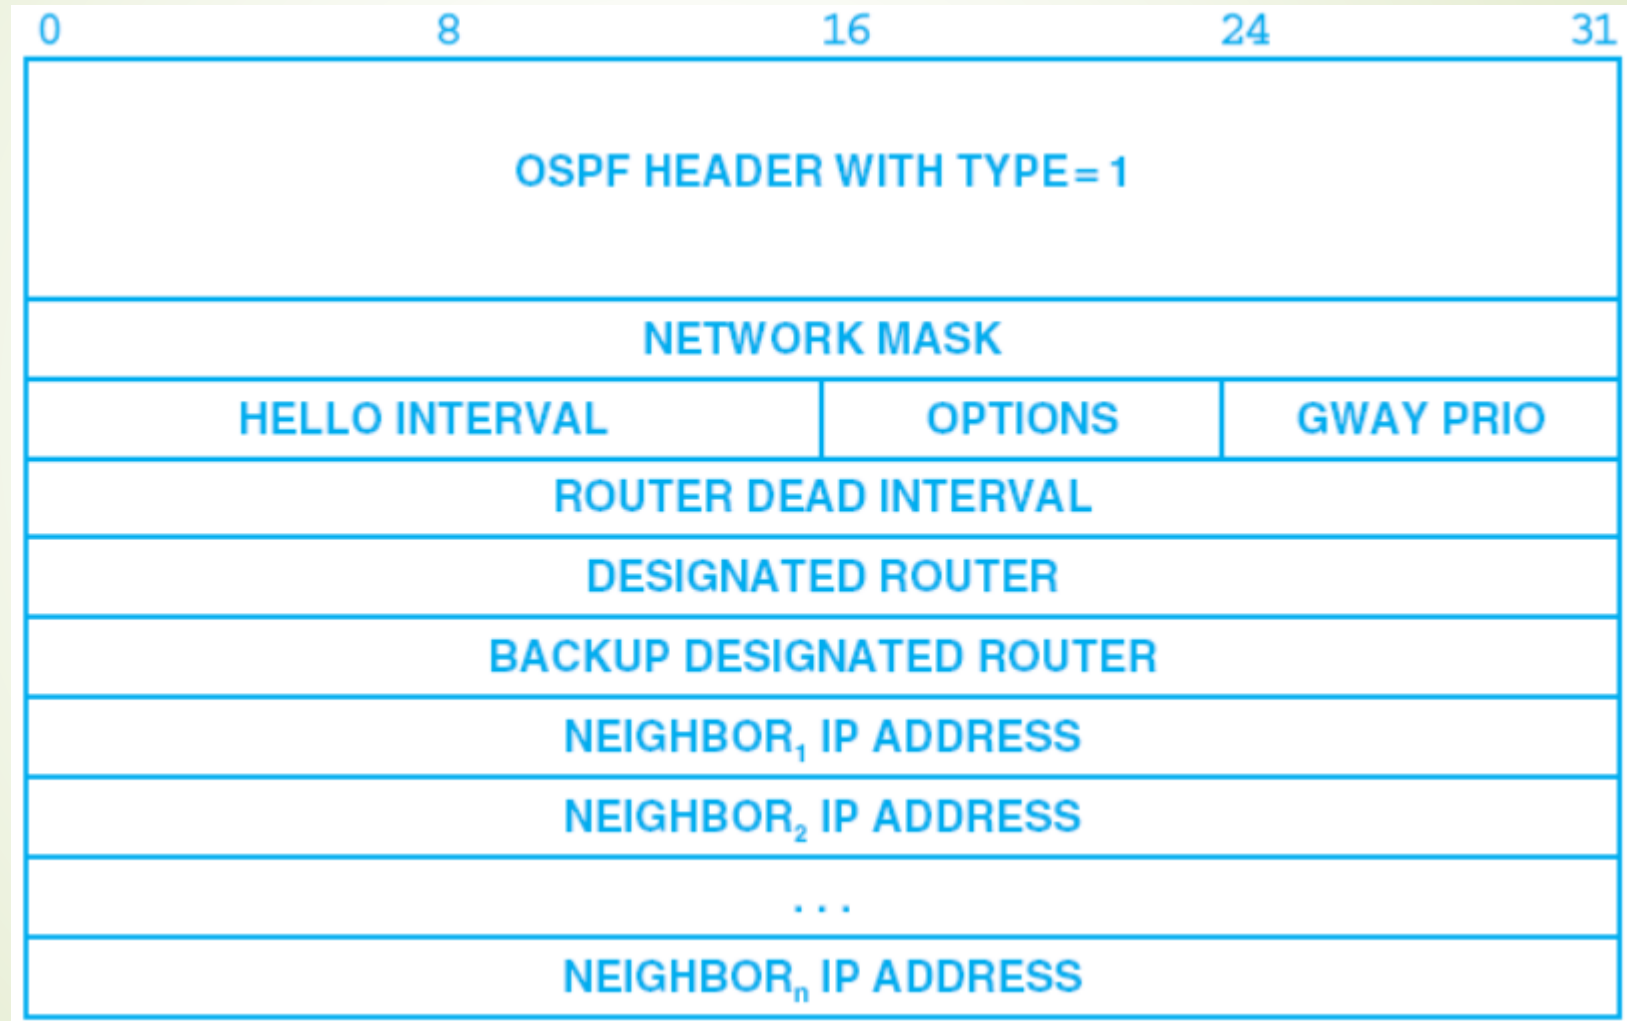 0 8 16 24 31
OSPF HEADER WITH TYPE = 1
NETWORK MASK
HELLO INTERVAL OPTIONS GWAY PRIO
ROUTER DEAD INTERVAL
DESIGNATED ROUTER
BACKUP DESIGNATED ROUTER
NEIGHBOR₁ IP ADDRESS
NEIGHBOR₂ IP ADDRESS
. . .
NEIGHBORₙ IP ADDRESS